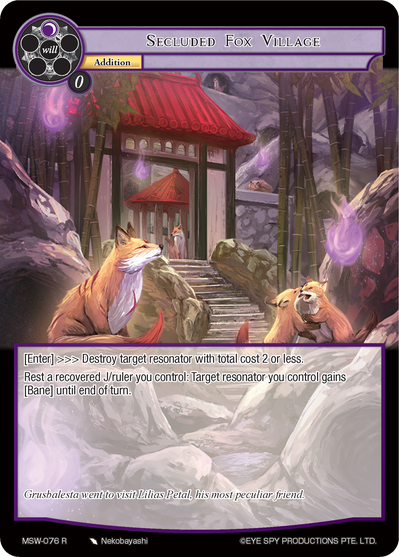 Secluded Fox Village
will
Addition
0
[Enter] >>> Destroy target resonator with total cost 2 or less.
Rest a recovered J/ruler you control: Target resonator you control gains
[Bane] until end of turn.
Grusbalesta went to visit Lilias Petal, his most peculiar friend.
MSW-076 R Nekobayashi ©EYE SPY PRODUCTIONS PTE. LTD.